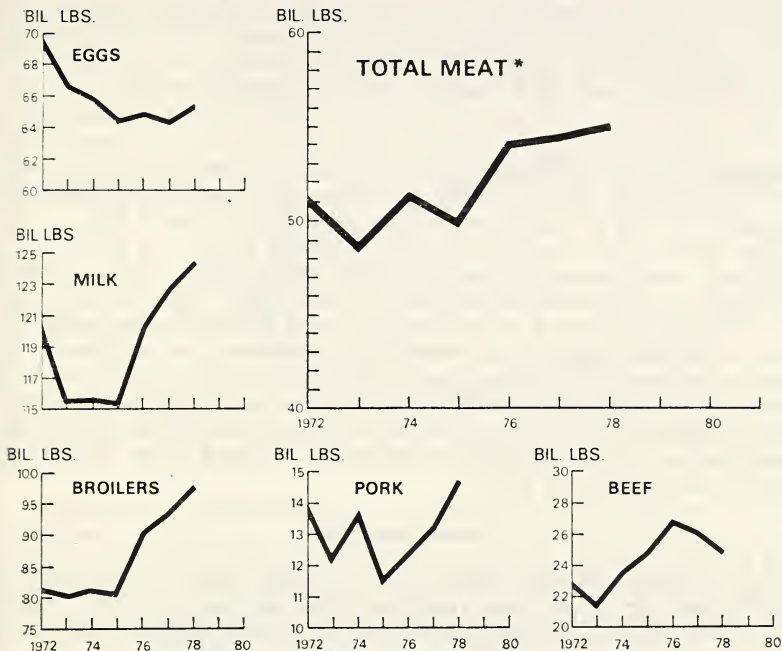 BIL LBS.
EGGS
70
68
66
64
62
60
BIL. LBS.
TOTAL MEAT *
60
50
40
1972 74 76 78 80
BIL LBS
MILK
125
123
121
119
117
115
BIL. LBS.
BROILERS
100
95
90
85
80
75
1972 74 76 78 80
BIL. LBS.
PORK
15
14
13
12
11
10
1972 74 76 78 80
BIL. LBS.
BEEF
30
28
26
24
22
20
1972 74 76 78 80